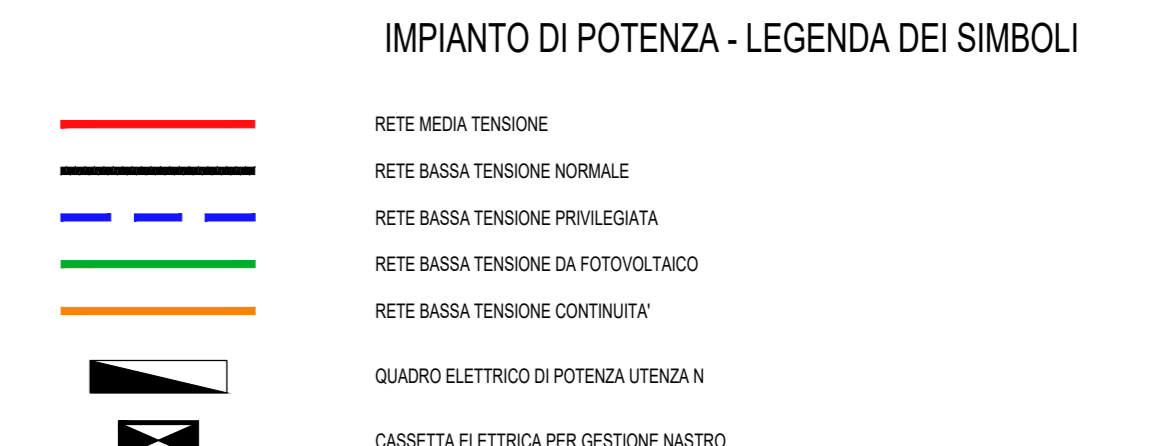 IMPIANTO DI POTENZA - LEGENDA DEI SIMBOLI
RETE MEDIA TENSIONE
RETE BASSA TENSIONE NORMALE
RETE BASSA TENSIONE PRIVILEGIATA
RETE BASSA TENSIONE DA FOTOVOLTAICO
RETE BASSA TENSIONE CONTINUITA'
QUADRO ELETTRICO DI POTENZA UTENZA N
CASSETTA ELETTRICA PER GESTIONE NASTRO